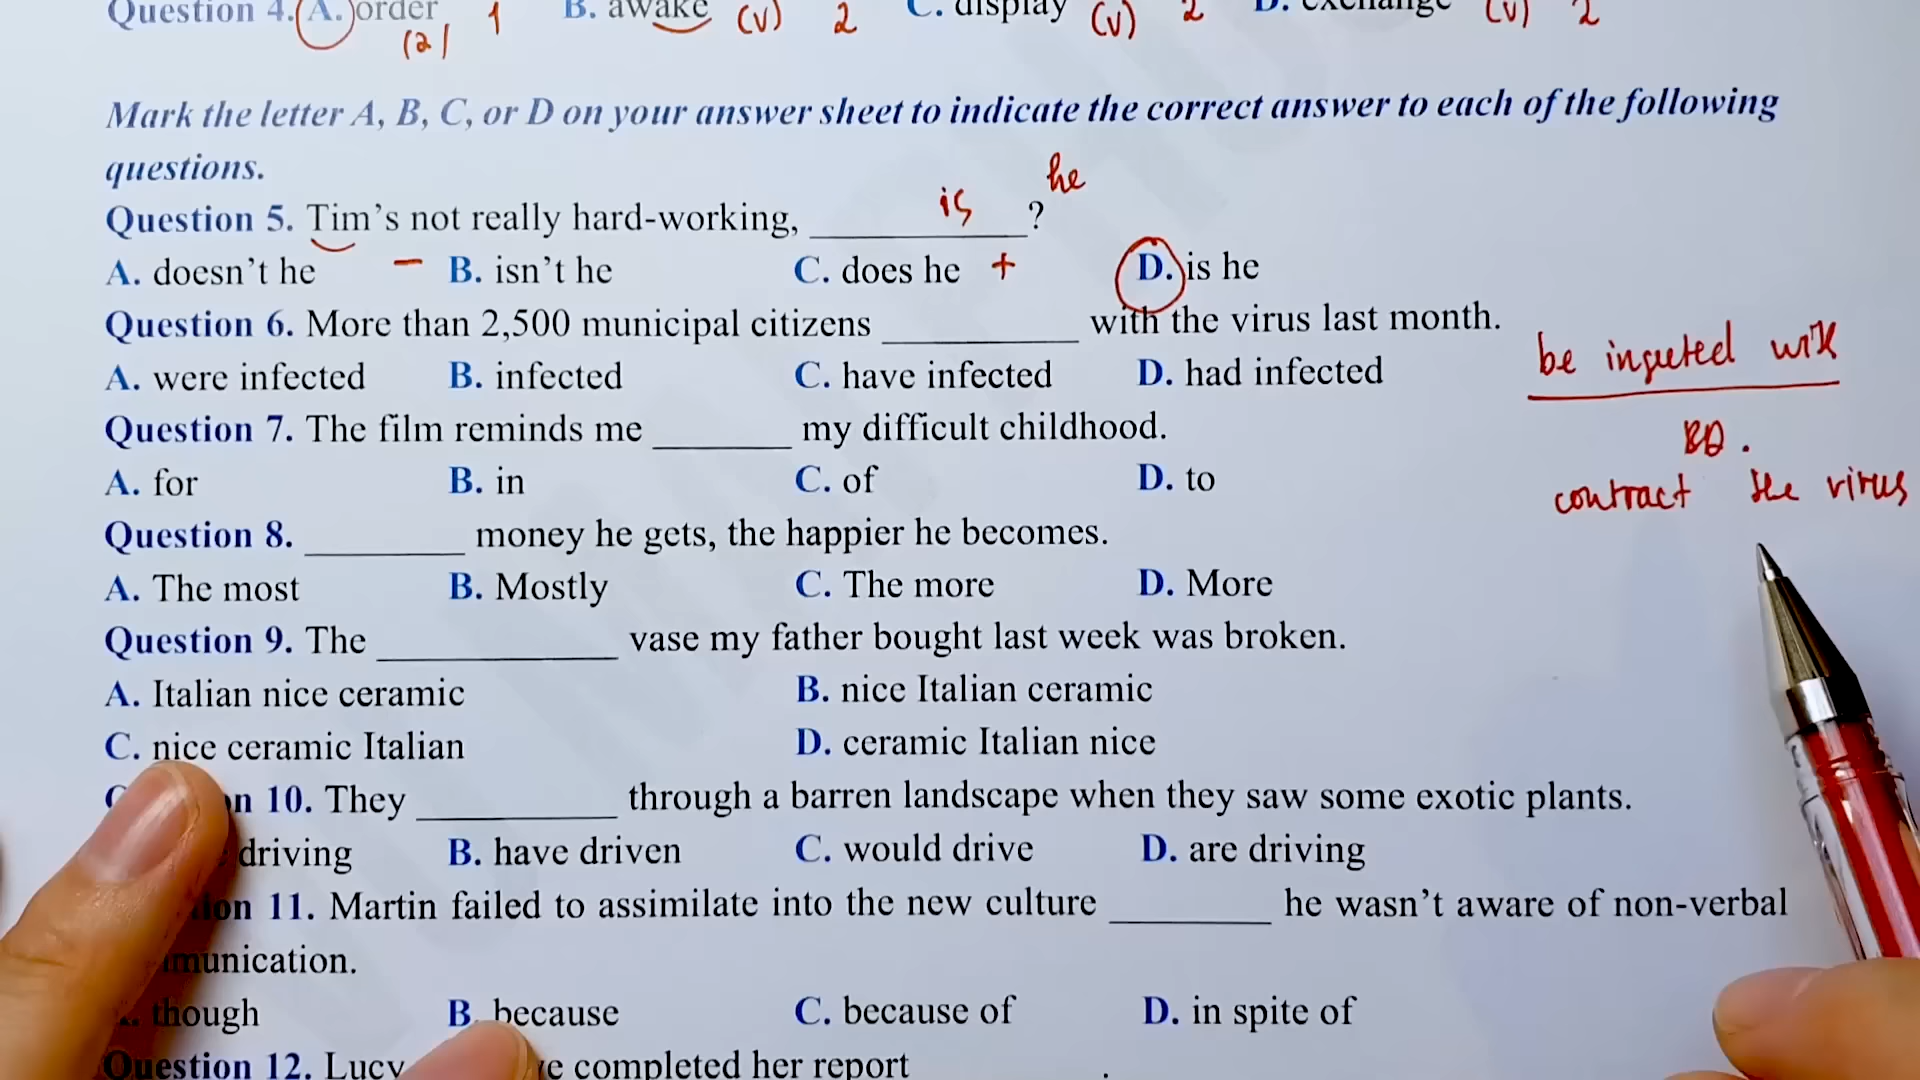 Question 4. A. order B. awake (v) 2 C. display (v) 2 D. exchange (v) 2
(2) 1
Mark the letter A, B, C, or D on your answer sheet to indicate the correct answer to each of the following
questions.
he
is
Question 5. Tim's not really hard-working, __________?
A. doesn't he – B. isn't he C. does he + D. is he
Question 6. More than 2,500 municipal citizens __________ with the virus last month.
be infected with
A. were infected B. infected C. have infected D. had infected
Question 7. The film reminds me _______ my difficult childhood.
BĐ.
A. for B. in C. of D. to
contract the virus
Question 8. ________ money he gets, the happier he becomes.
A. The most B. Mostly C. The more D. More
Question 9. The ____________ vase my father bought last week was broken.
A. Italian nice ceramic B. nice Italian ceramic
C. nice ceramic Italian D. ceramic Italian nice
n 10. They __________ through a barren landscape when they saw some exotic plants.
driving B. have driven C. would drive D. are driving
ion 11. Martin failed to assimilate into the new culture ________ he wasn't aware of non-verbal
munication.
though B. because C. because of D. in spite of
Question 12. Lucy e completed her report .